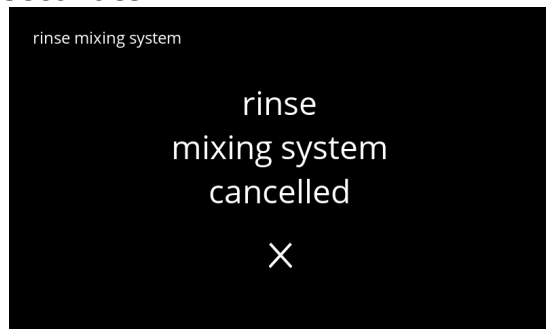 rinse mixing system
rinse
mixing system
cancelled